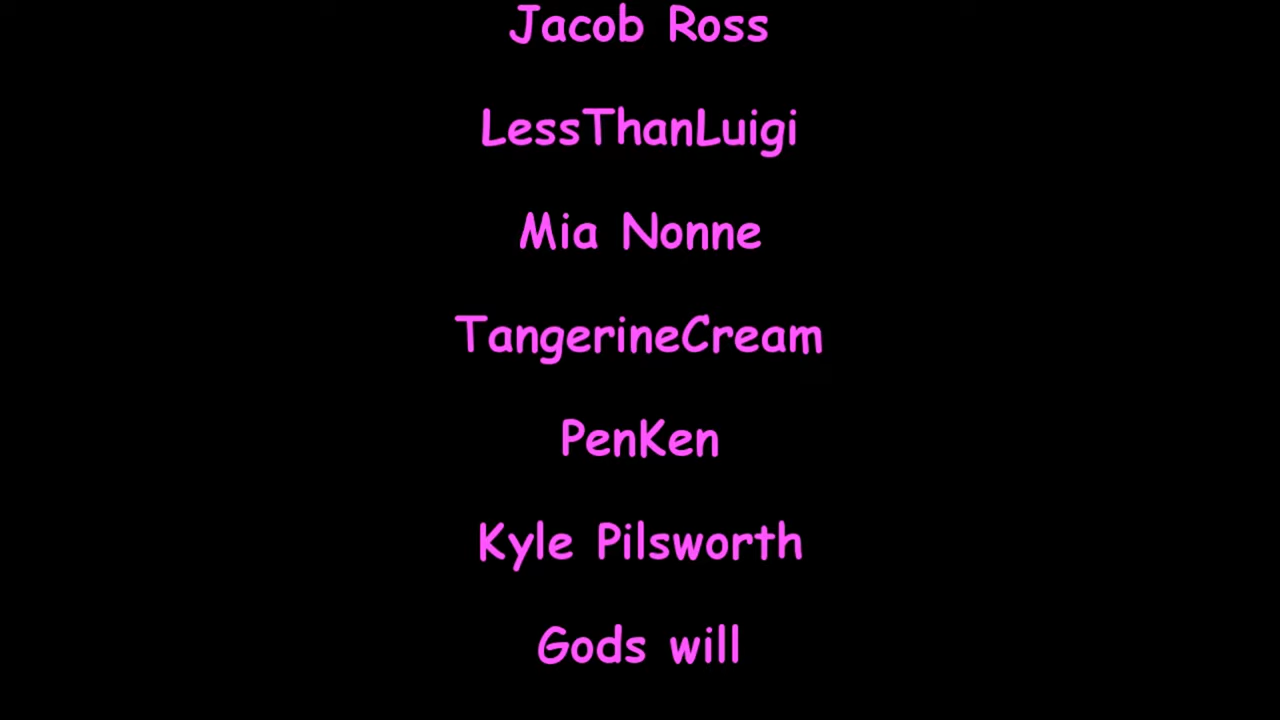 Jacob Ross
LessThanLuigi
Mia Nonne
TangerineCream
PenKen
Kyle Pilsworth
Gods will